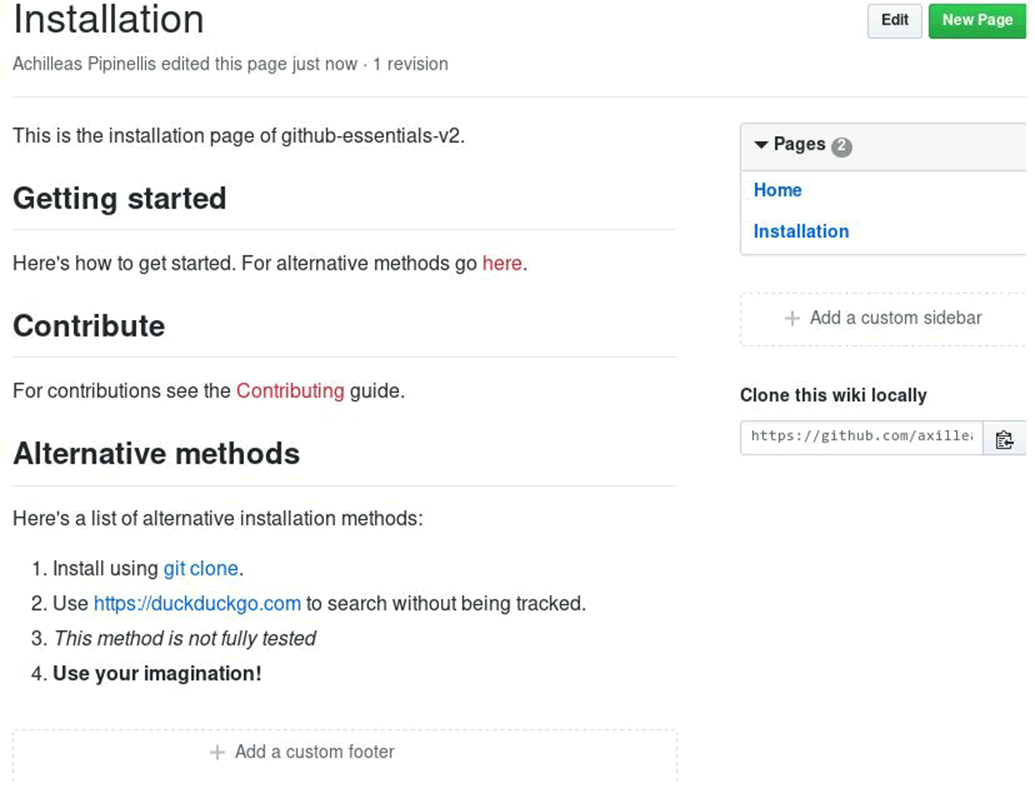 Installation
Edit
New Page
Achilleas Pipinellis edited this page just now · 1 revision
This is the installation page of github-essentials-v2.
Getting started
Here's how to get started. For alternative methods go here.
Contribute
For contributions see the Contributing guide.
Alternative methods
Here's a list of alternative installation methods:
1. Install using git clone.
2. Use https://duckduckgo.com to search without being tracked.
3. This method is not fully tested
4. Use your imagination!
+ Add a custom footer
Pages 2
Home
Installation
+ Add a custom sidebar
Clone this wiki locally
https://github.com/axillea